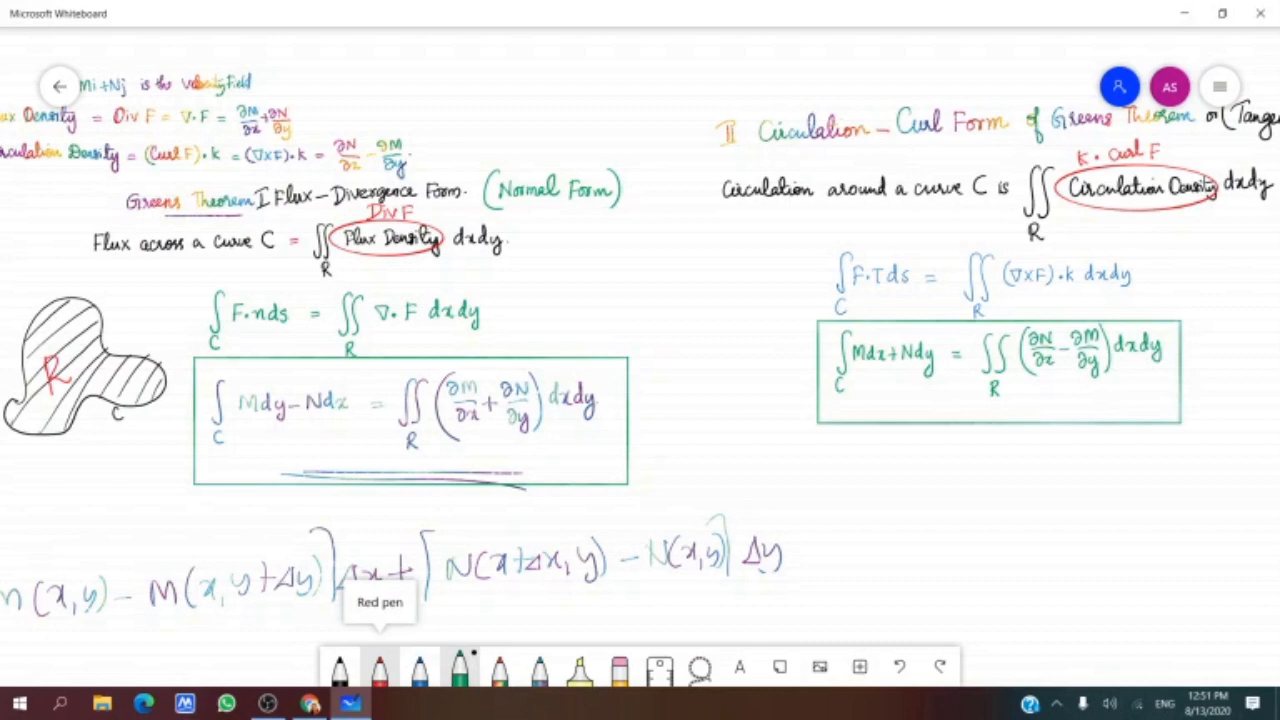 Microsoft Whiteboard
Mi+Nj is the Velocity Field
ux Density = Div F = ∇·F = ∂M/∂x + ∂N/∂y
irculation Density = (Curl F)·k = (∇×F)·k = ∂N/∂x - ∂M/∂y.
Greens Theorem I Flux - Divergence Form. (Normal Form)
Div F
Flux across a curve C = ∬R Flux Density dxdy.
∫C F·nds = ∬R ∇·F dxdy
R
C
∫C Mdy - Ndx = ∬R (∂M/∂x + ∂N/∂y) dxdy
AS
II Circulation - Curl Form of Greens Theorem or (Tange
k · Curl F
Circulation around a curve C is ∬R Circulation Density dxdy
∫C F·Tds = ∬R (∇×F)·k dxdy
∫C Mdx + Ndy = ∬R (∂N/∂x - ∂M/∂y) dxdy
M(x,y) - M(x,y+Δy)] Δx + [N(x+Δx,y) - N(x,y)] Δy
Red pen
A
ENG
12:51 PM
8/13/2020